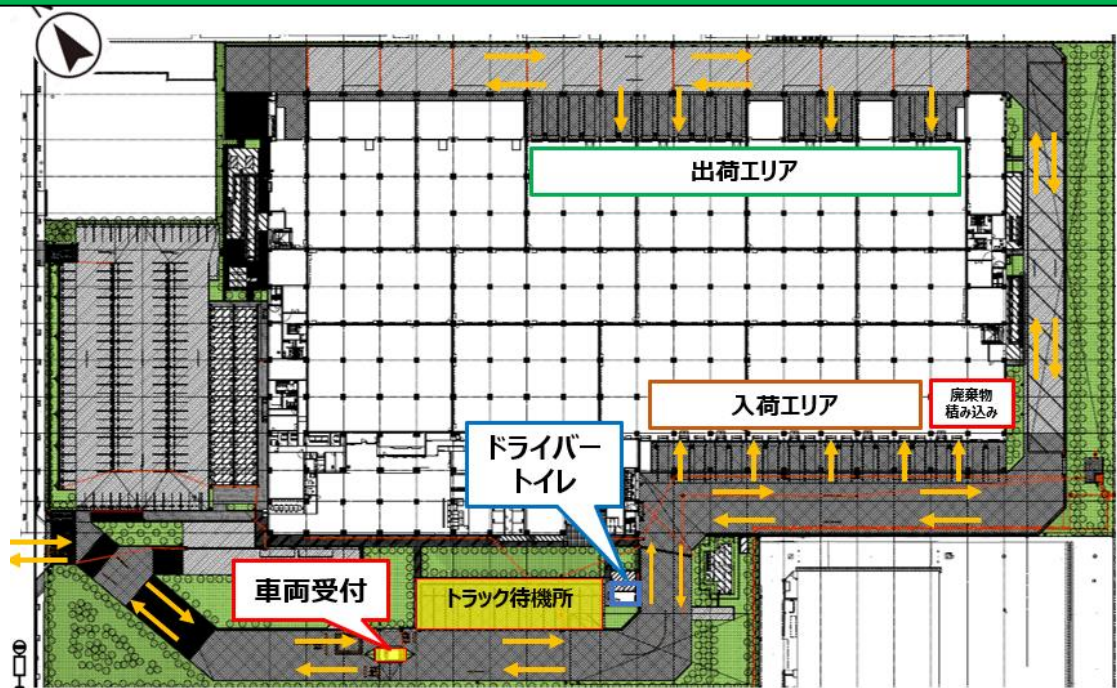 出荷エリア
入荷エリア
廃棄物
積み込み
ドライバー
トイレ
車両受付
トラック待機所